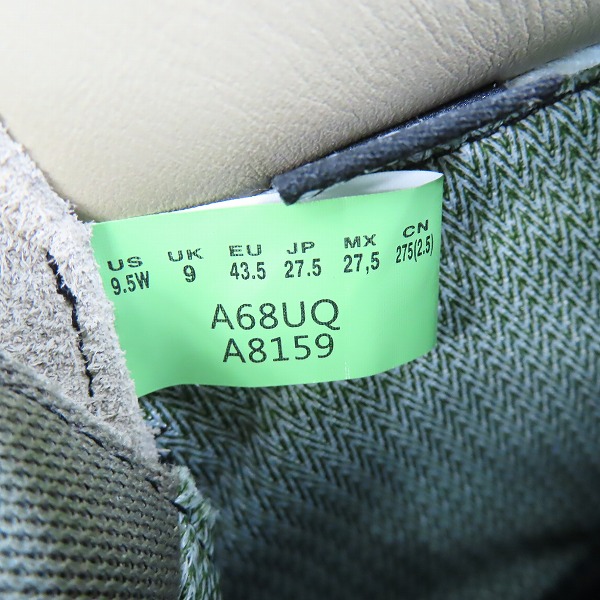 US UK EU JP MX CN
9.5W 9 43.5 27.5 27,5 275(2.5)
A68UQ
A8159